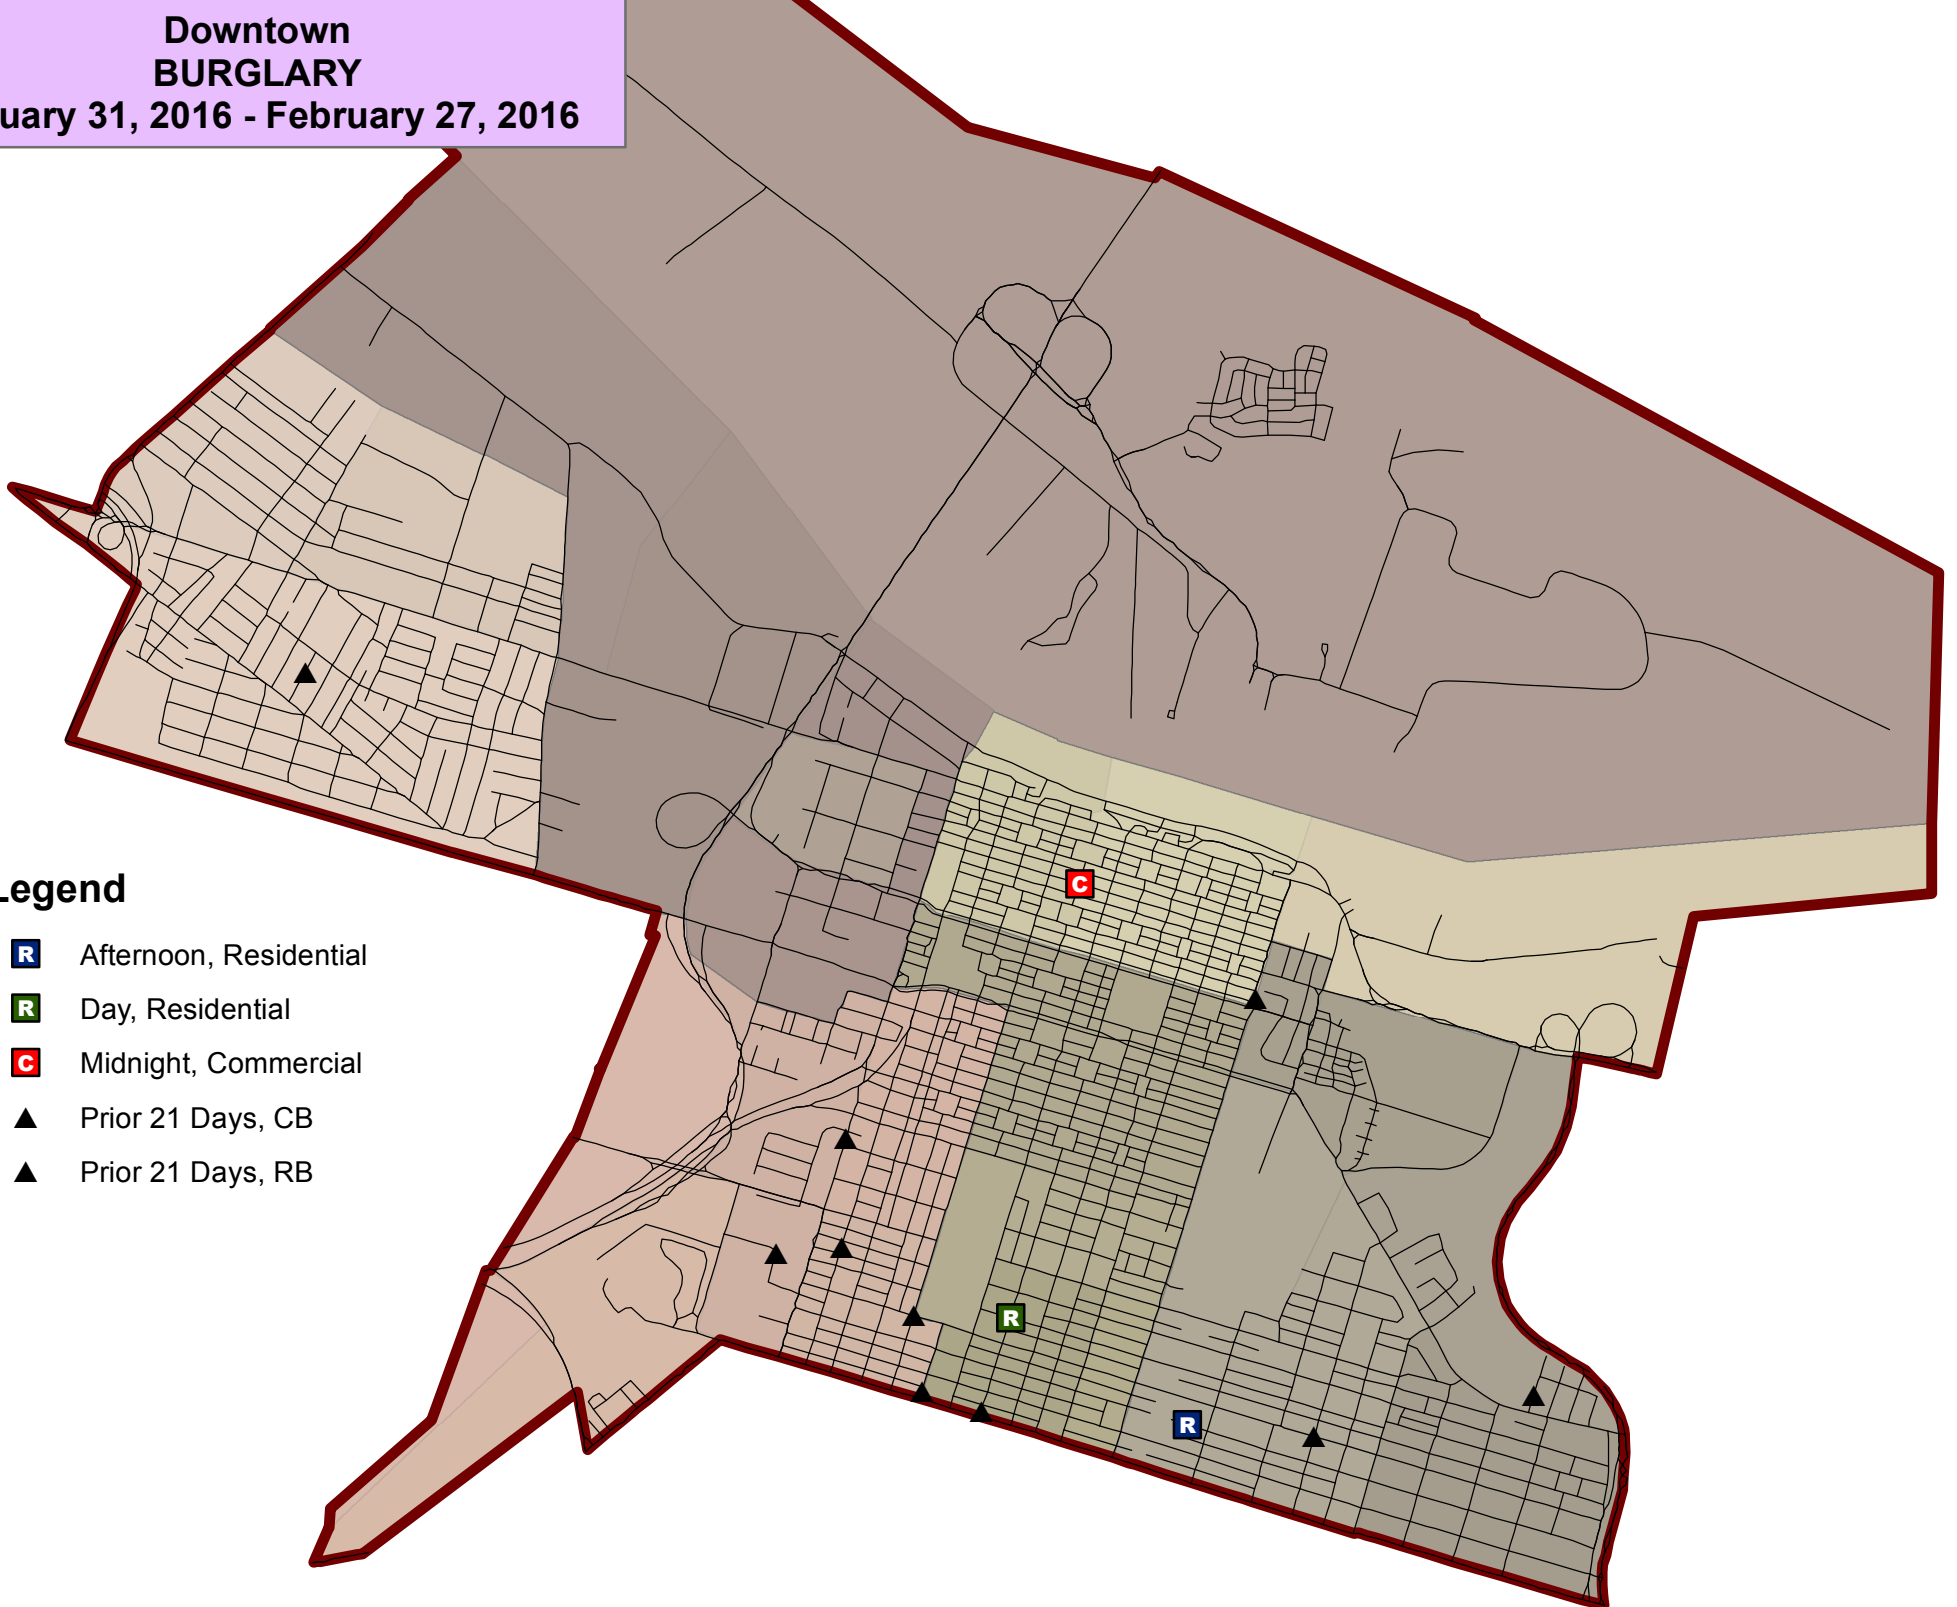 Downtown
BURGLARY
uary 31, 2016 - February 27, 2016
C
Legend
R Afternoon, Residential
R Day, Residential
C Midnight, Commercial
Prior 21 Days, CB
Prior 21 Days, RB
R
R